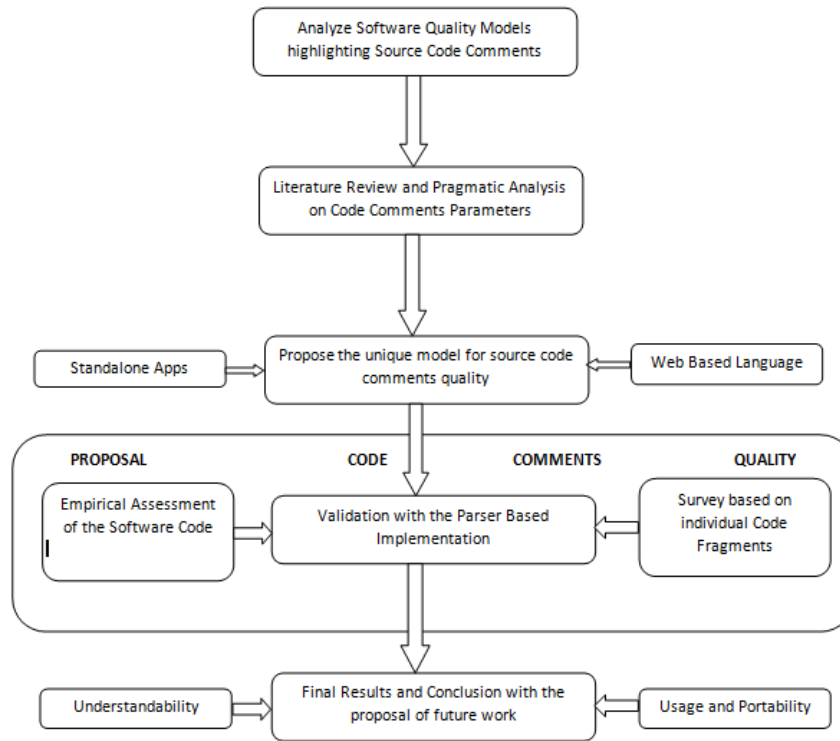 Analyze Software Quality Models
highlighting Source Code Comments
Literature Review and Pragmatic Analysis
on Code Comments Parameters
Standalone Apps
Propose the unique model for source code
comments quality
Web Based Language
PROPOSAL CODE COMMENTS QUALITY
Empirical Assessment
of the Software Code
Validation with the Parser Based
Implementation
Survey based on
individual Code
Fragments
Understandability
Final Results and Conclusion with the
proposal of future work
Usage and Portability